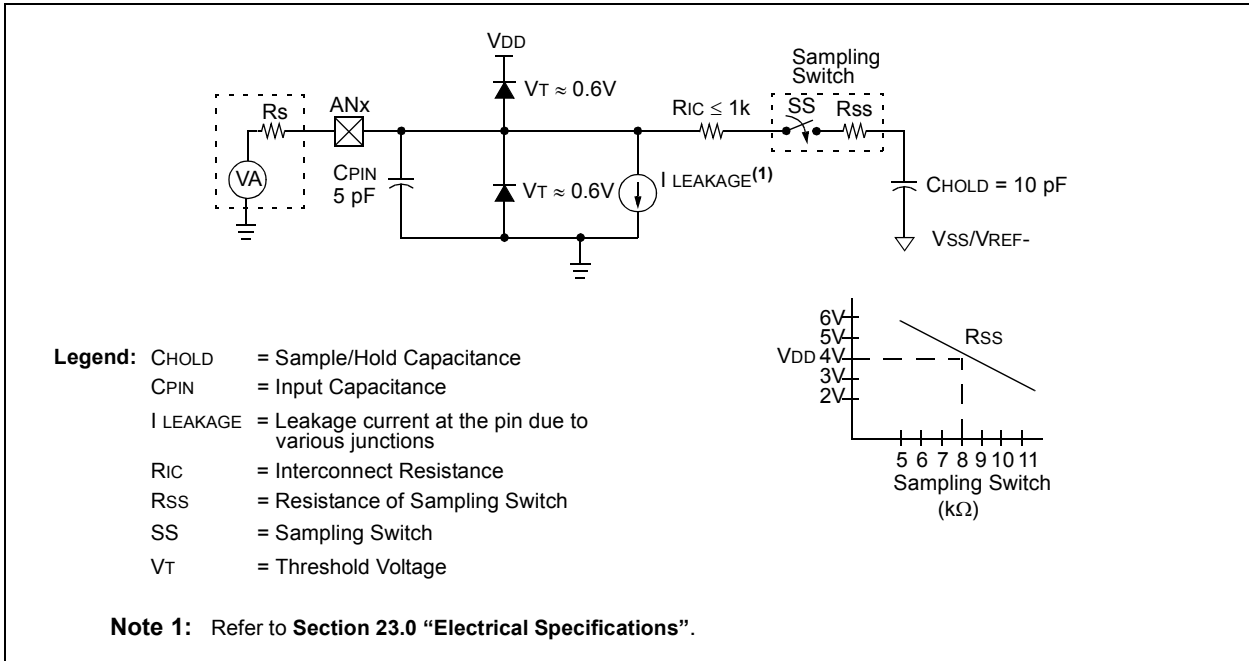 VDD
Sampling
Switch
VT ≈ 0.6V
Rs
ANx
RIC ≤ 1k
SS
Rss
VA
CPIN
5 pF
VT ≈ 0.6V
I LEAKAGE(1)
CHOLD = 10 pF
VSS/VREF-
6V
5V
VDD 4V
3V
2V
RSS
5 6 7 8 9 10 11
Sampling Switch
(kΩ)
Legend: CHOLD = Sample/Hold Capacitance
CPIN = Input Capacitance
I LEAKAGE = Leakage current at the pin due to
various junctions
RIC = Interconnect Resistance
RSS = Resistance of Sampling Switch
SS = Sampling Switch
VT = Threshold Voltage
Note 1: Refer to Section 23.0 “Electrical Specifications”.